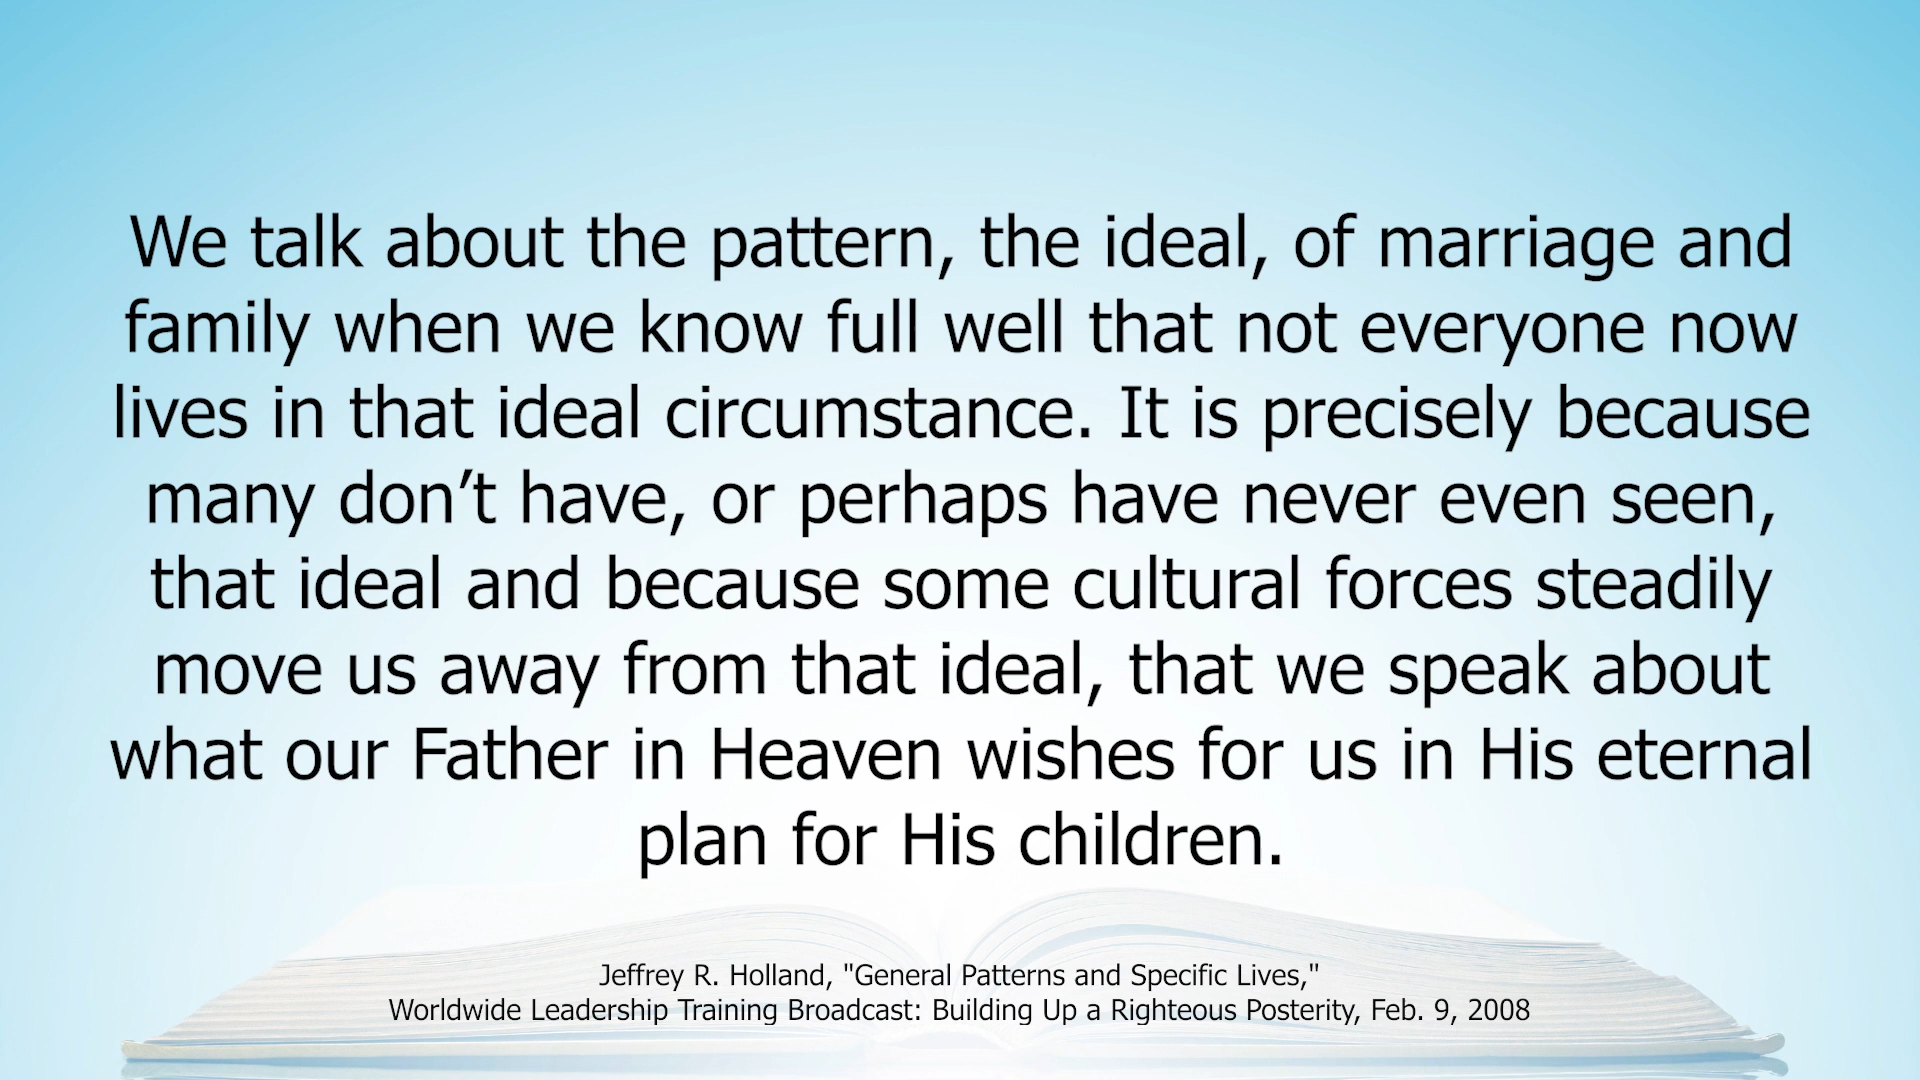 We talk about the pattern, the ideal, of marriage and
family when we know full well that not everyone now
lives in that ideal circumstance. It is precisely because
many don’t have, or perhaps have never even seen,
that ideal and because some cultural forces steadily
move us away from that ideal, that we speak about
what our Father in Heaven wishes for us in His eternal
plan for His children.
Jeffrey R. Holland, "General Patterns and Specific Lives,"
Worldwide Leadership Training Broadcast: Building Up a Righteous Posterity, Feb. 9, 2008